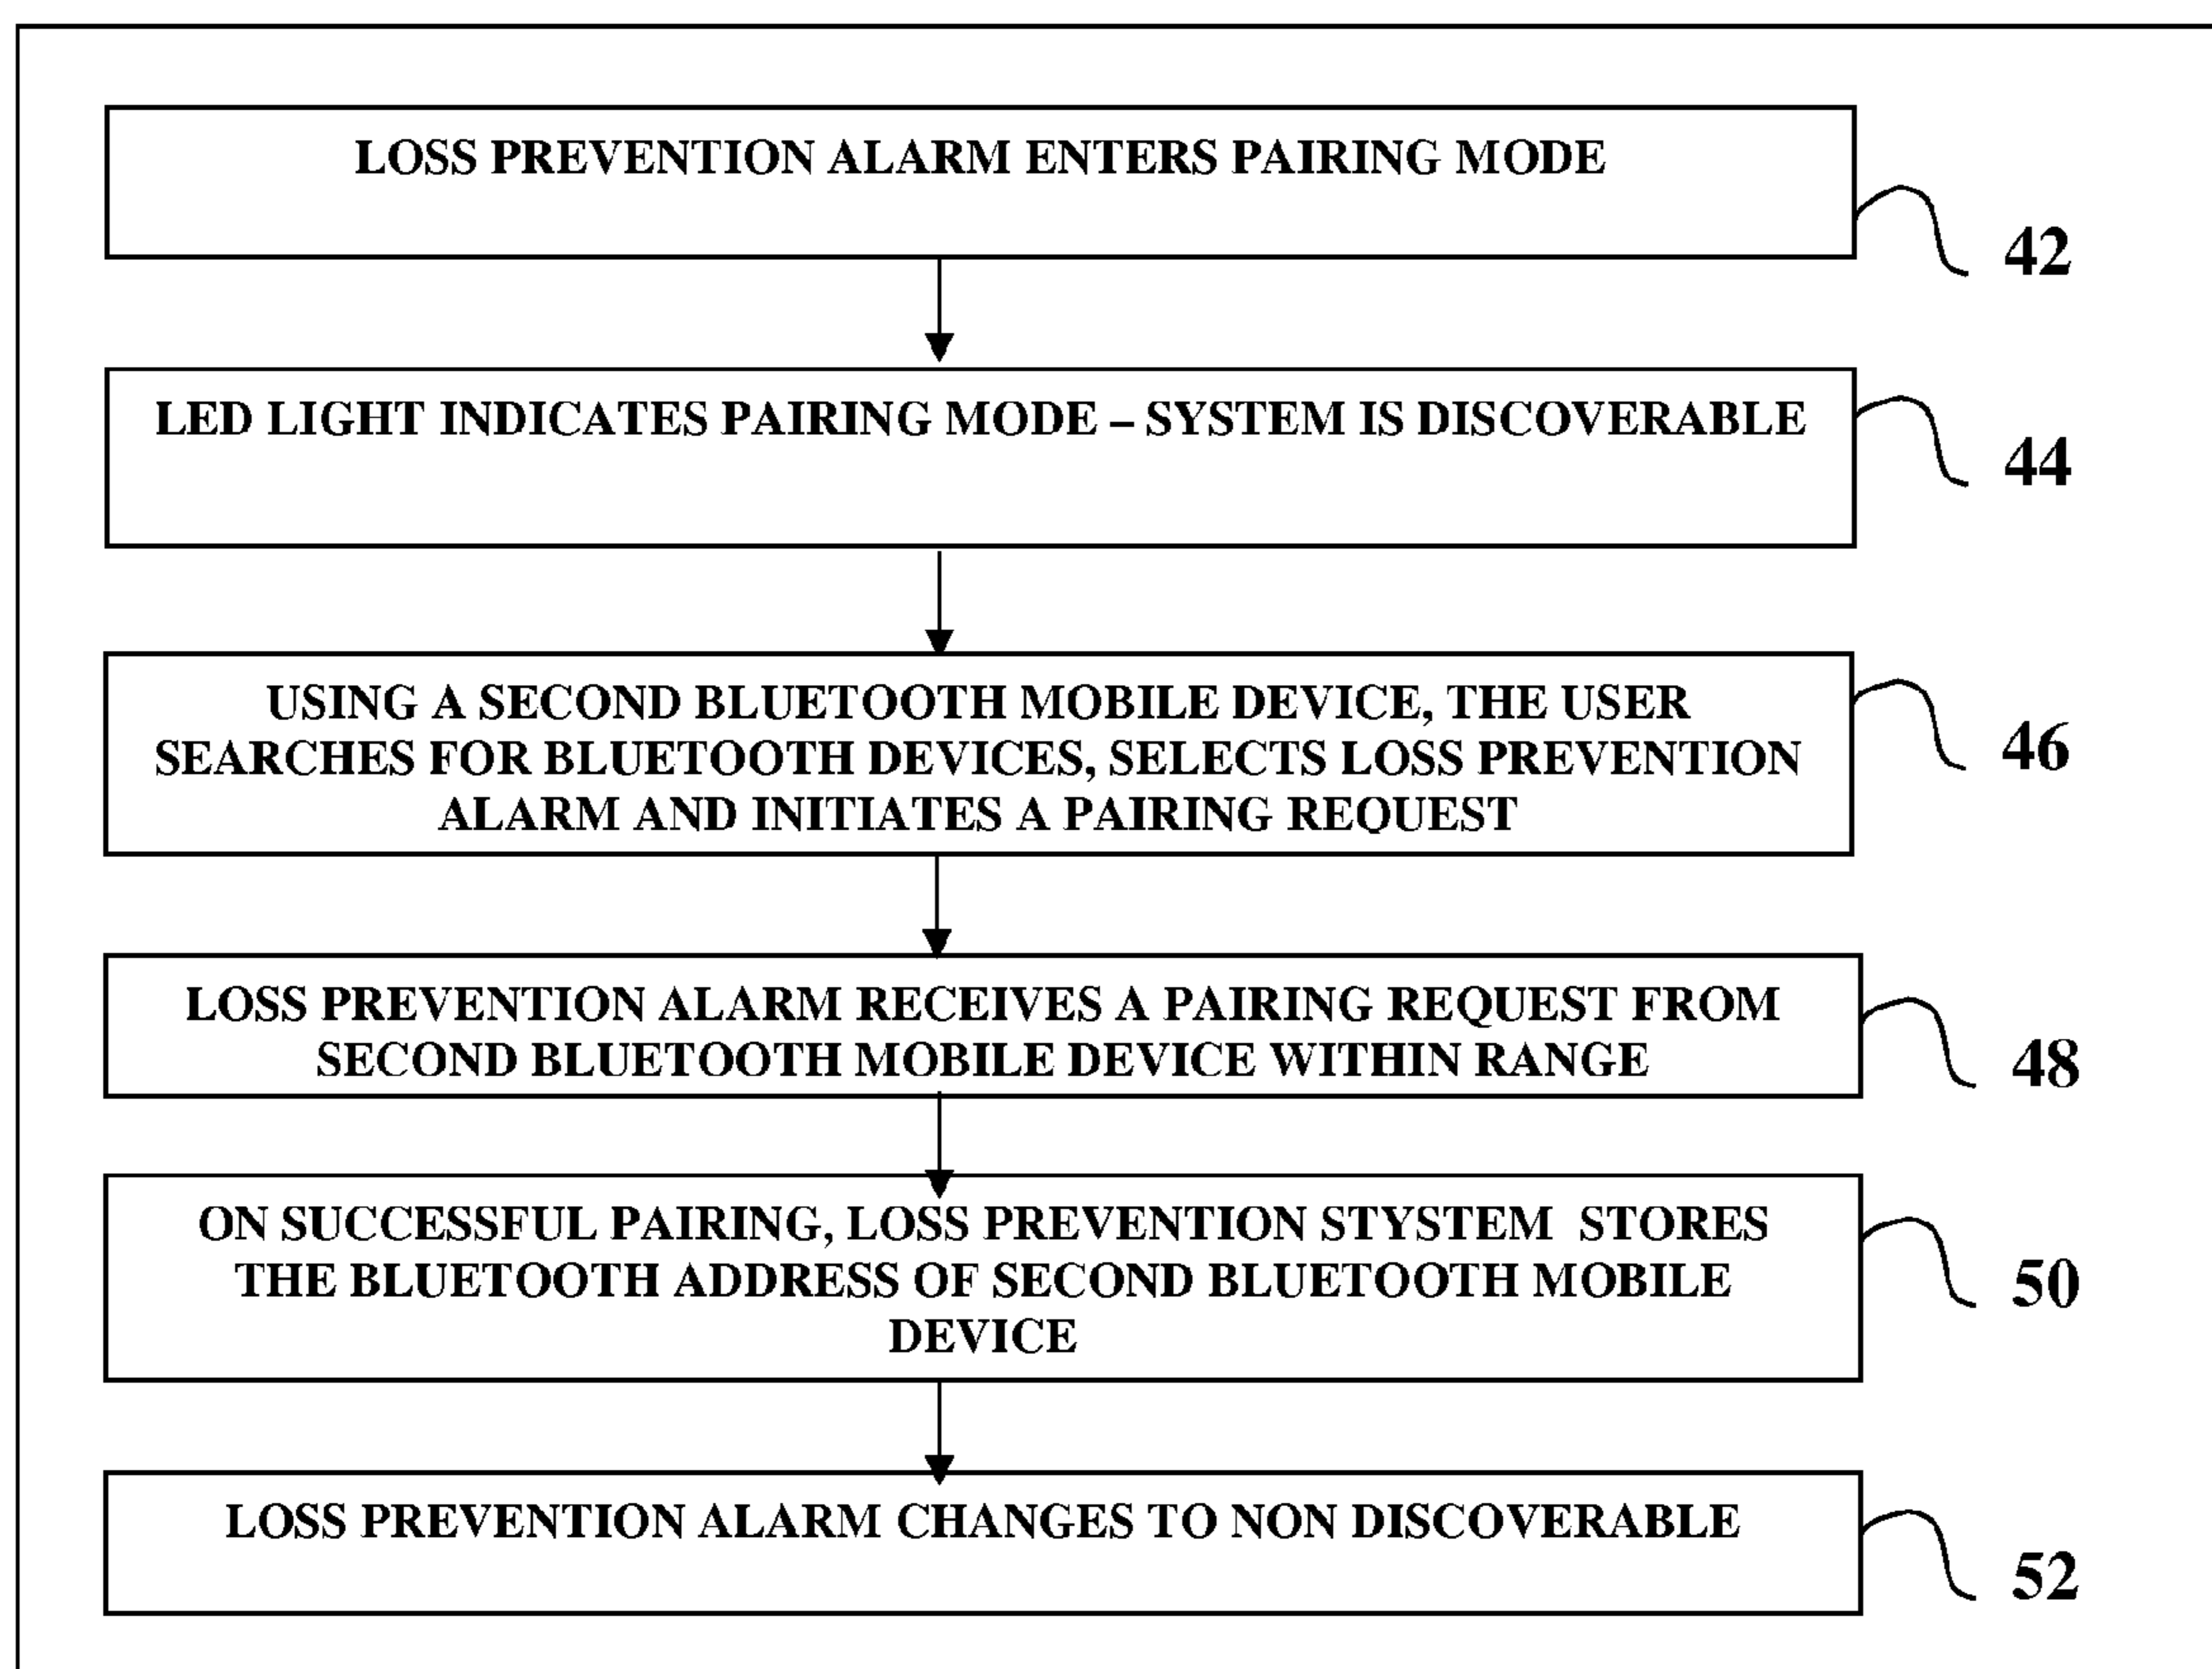 LOSS PREVENTION ALARM ENTERS PAIRING MODE
42
LED LIGHT INDICATES PAIRING MODE – SYSTEM IS DISCOVERABLE
44
USING A SECOND BLUETOOTH MOBILE DEVICE, THE USER
SEARCHES FOR BLUETOOTH DEVICES, SELECTS LOSS PREVENTION
ALARM AND INITIATES A PAIRING REQUEST
46
LOSS PREVENTION ALARM RECEIVES A PAIRING REQUEST FROM
SECOND BLUETOOTH MOBILE DEVICE WITHIN RANGE
48
ON SUCCESSFUL PAIRING, LOSS PREVENTION STYSTEM STORES
THE BLUETOOTH ADDRESS OF SECOND BLUETOOTH MOBILE
DEVICE
50
LOSS PREVENTION ALARM CHANGES TO NON DISCOVERABLE
52